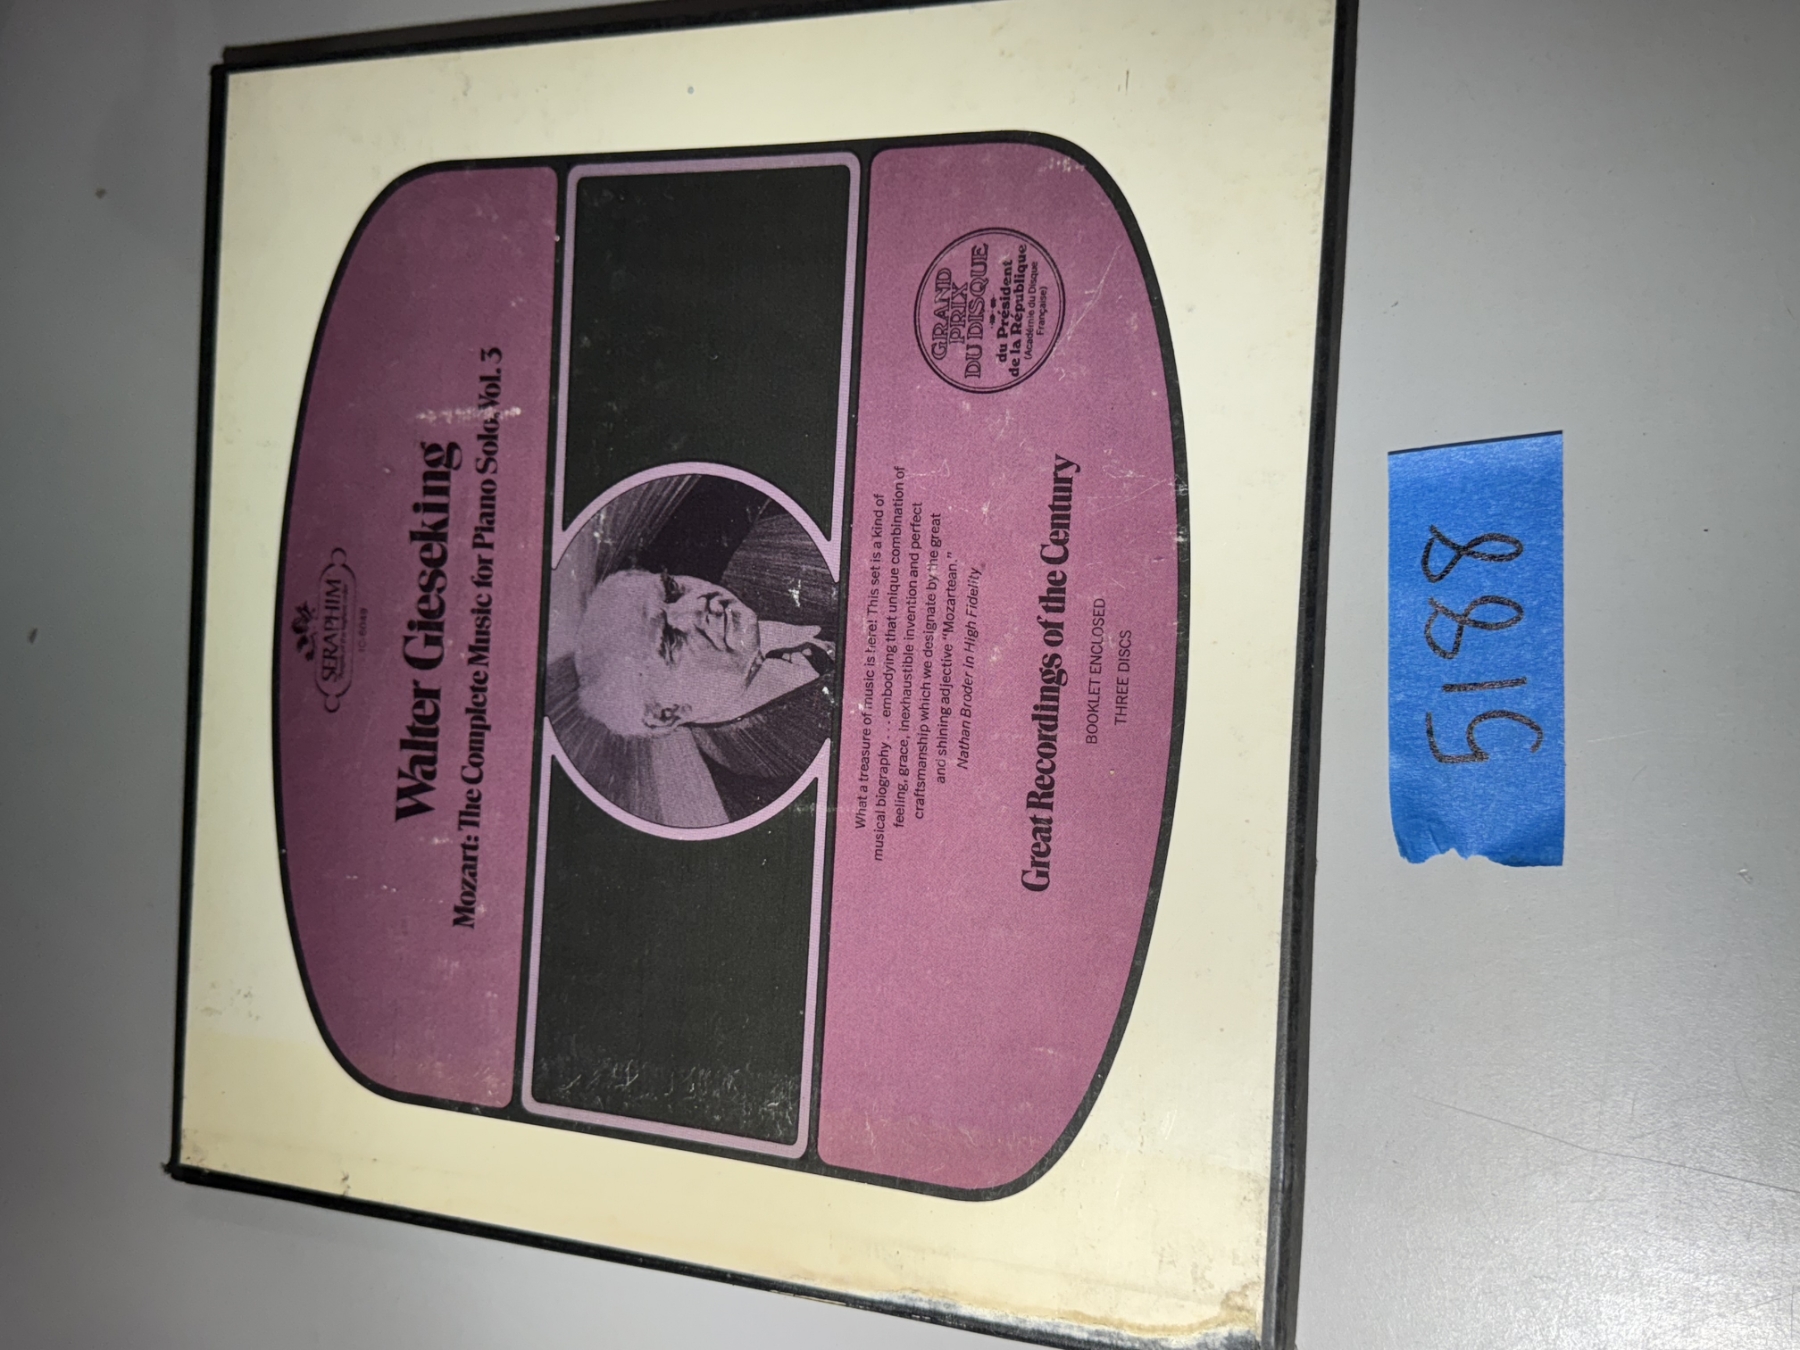 SERAPHIM
IC-6049
Walter Gieseking
Mozart: The Complete Music for Piano Solo. Vol. 3
What a treasure of music is here! This set is a kind of
musical biography . . . embodying that unique combination of
feeling, grace, inexhaustible invention and perfect
craftsmanship which we designate by the great
and shining adjective “Mozartean.”
Nathan Broder in High Fidelity
GRAND
PRIX
DU DISQUE
du Président
de la République
(Académie du Disque
Française)
Great Recordings of the Century
BOOKLET ENCLOSED
THREE DISCS
5188